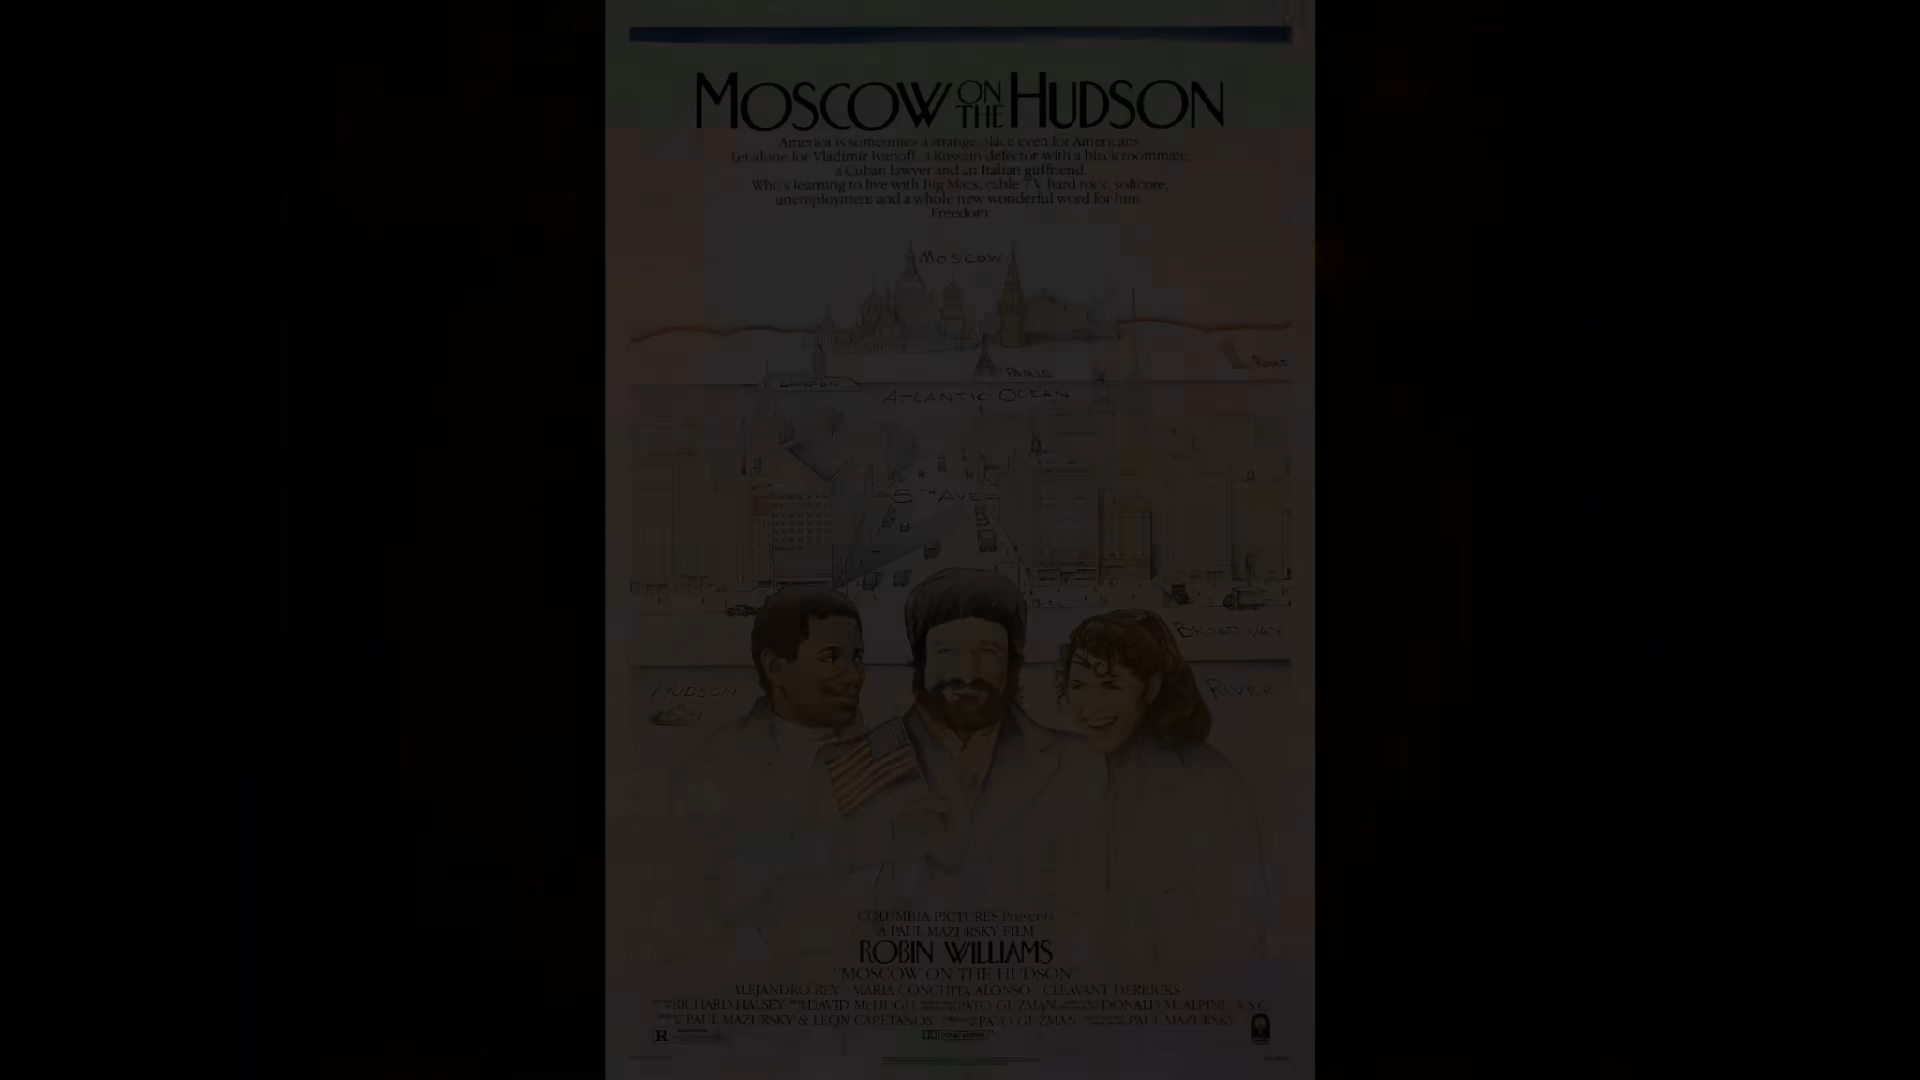 MOSCOW ON THE HUDSON
America is sometimes a strange place even for Americans.
Let alone for Vladimir Ivanoff, a Russian defector with a black roommate,
a Cuban lawyer and an Italian girlfriend.
Who's learning to live with Big Macs, cable TV, hard rock, softcore,
unemployment and a whole new wonderful word for him.
Freedom.
MOSCOW
PARIS
ROME
LONDON
ATLANTIC OCEAN
5TH AVE
BROADWAY
HUDSON RIVER
COLUMBIA PICTURES Presents
A PAUL MAZURSKY FILM
ROBIN WILLIAMS
"MOSCOW ON THE HUDSON"
ALEJANDRO REY MARIA CONCHITA ALONSO CLEAVANT DERRICKS
RICHARD HALSEY DAVID McHUGH PATO GUZMAN DONALD McALPINE A.S.C.
PAUL MAZURSKY & LEON CAPETANOS PATO GUZMAN PAUL MAZURSKY
R